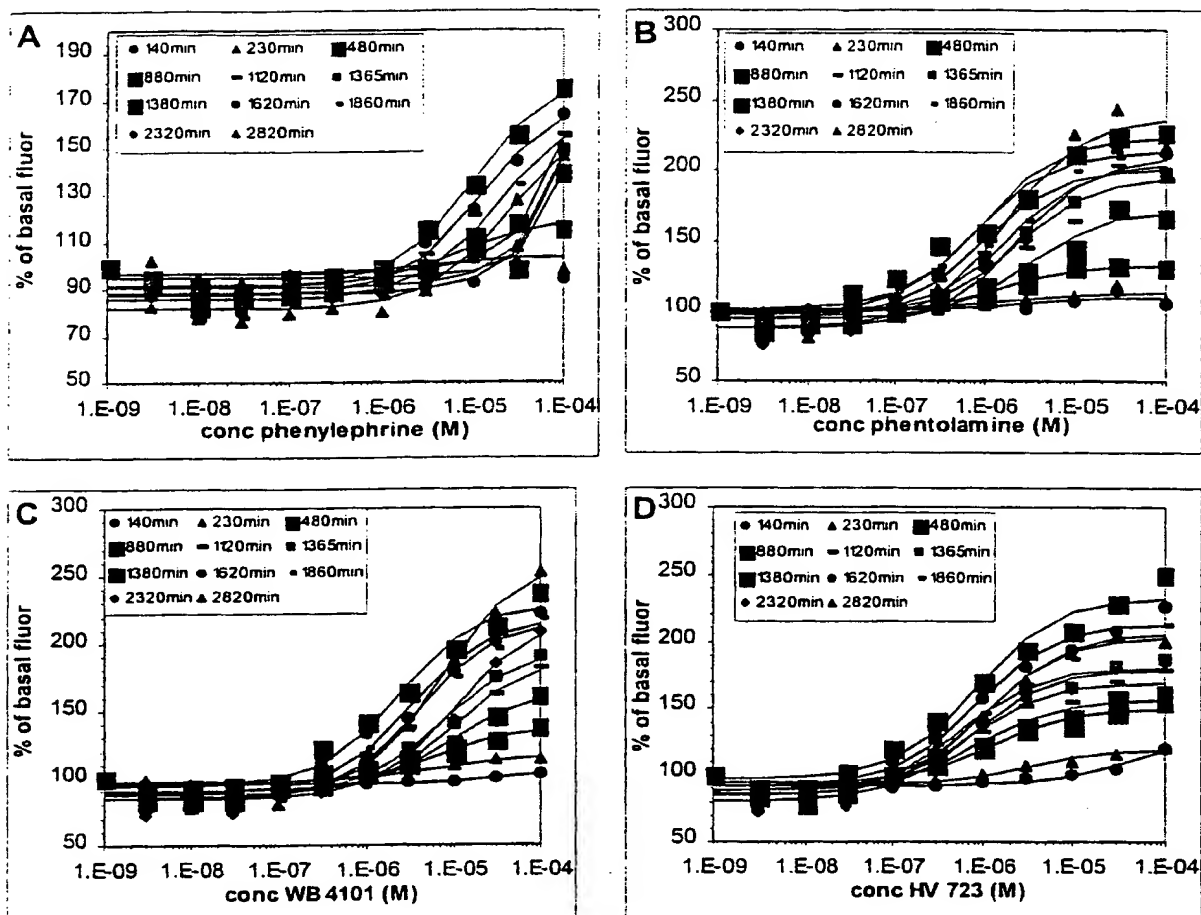 A
140min 230min 480min
880min 1120min 1365min
1380min 1620min 1860min
2320min 2820min
% of basal fluor
190
170
150
130
110
90
70
50
1.E-09 1.E-08 1.E-07 1.E-06 1.E-05 1.E-04
conc phenylephrine (M)
B
140min 230min 480min
880min 1120min 1365min
1380min 1620min 1860min
2320min 2820min
% of basal fluor
300
250
200
150
100
50
1.E-09 1.E-08 1.E-07 1.E-06 1.E-05 1.E-04
conc phentolamine (M)
C
140min 230min 480min
880min 1120min 1365min
1380min 1620min 1860min
2320min 2820min
% of basal fluor
300
250
200
150
100
50
1.E-09 1.E-08 1.E-07 1.E-06 1.E-05 1.E-04
conc WB 4101 (M)
D
140min 230min 480min
880min 1120min 1365min
1380min 1620min 1860min
2320min 2820min
% of basal fluor
300
250
200
150
100
50
1.E-09 1.E-08 1.E-07 1.E-06 1.E-05 1.E-04
conc HV 723 (M)